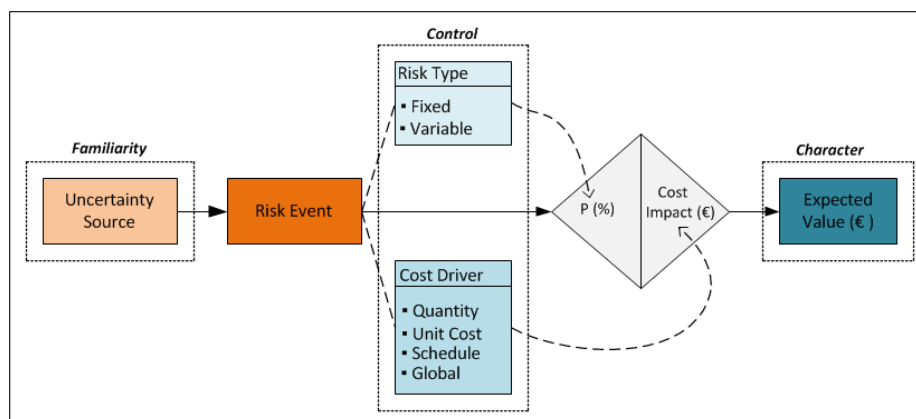 Control
Risk Type
▪ Fixed
▪ Variable
Familiarity
Uncertainty
Source
Risk Event
P (%)
Cost
Impact (€)
Character
Expected
Value (€ )
Cost Driver
▪ Quantity
▪ Unit Cost
▪ Schedule
▪ Global